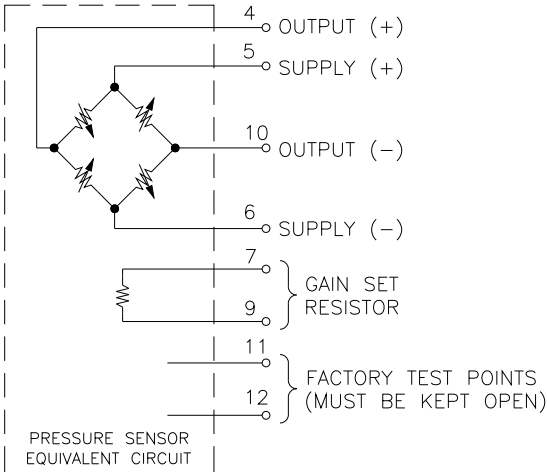 4
OUTPUT (+)
5
SUPPLY (+)
10
OUTPUT (-)
6
SUPPLY (-)
7
GAIN SET
RESISTOR
9
11
FACTORY TEST POINTS
(MUST BE KEPT OPEN)
12
PRESSURE SENSOR
EQUIVALENT CIRCUIT